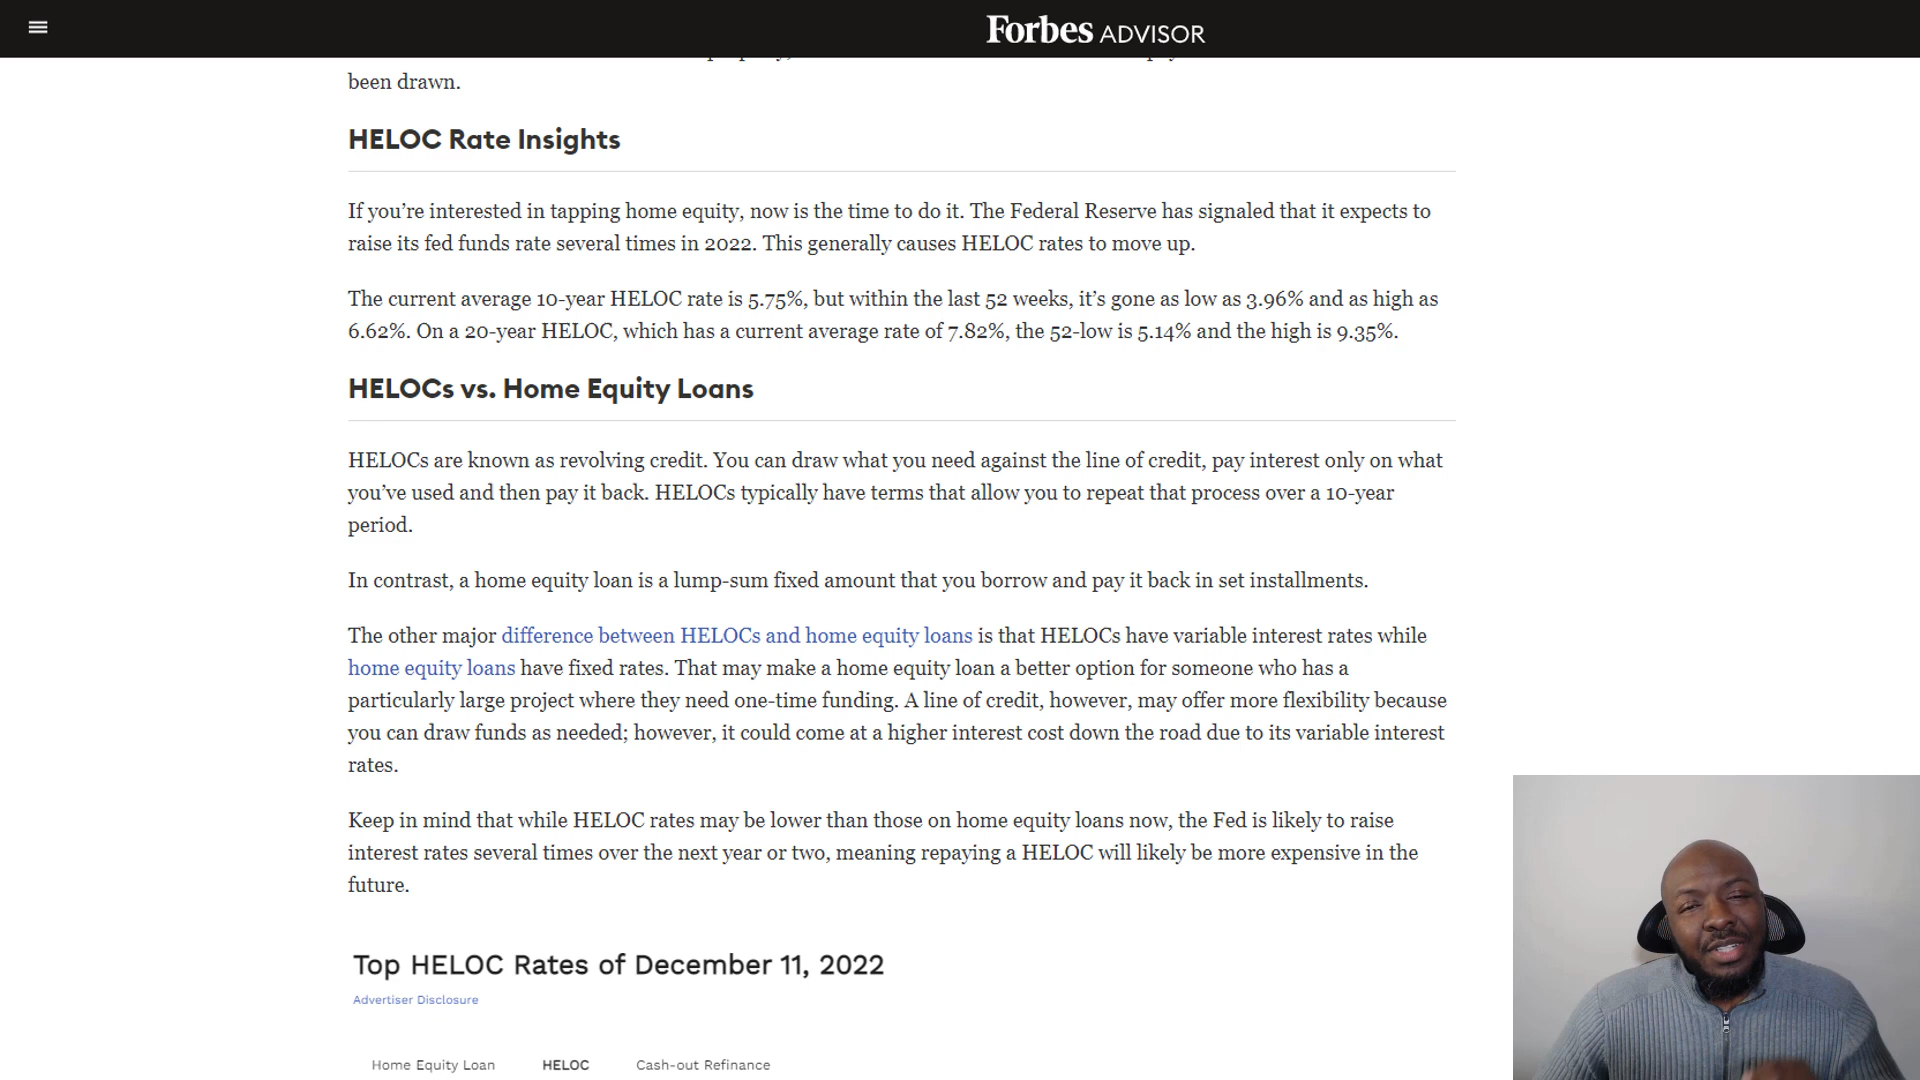 Forbes ADVISOR
been drawn.
HELOC Rate Insights
If you’re interested in tapping home equity, now is the time to do it. The Federal Reserve has signaled that it expects to
raise its fed funds rate several times in 2022. This generally causes HELOC rates to move up.
The current average 10-year HELOC rate is 5.75%, but within the last 52 weeks, it’s gone as low as 3.96% and as high as
6.62%. On a 20-year HELOC, which has a current average rate of 7.82%, the 52-low is 5.14% and the high is 9.35%.
HELOCs vs. Home Equity Loans
HELOCs are known as revolving credit. You can draw what you need against the line of credit, pay interest only on what
you’ve used and then pay it back. HELOCs typically have terms that allow you to repeat that process over a 10-year
period.
In contrast, a home equity loan is a lump-sum fixed amount that you borrow and pay it back in set installments.
The other major difference between HELOCs and home equity loans is that HELOCs have variable interest rates while
home equity loans have fixed rates. That may make a home equity loan a better option for someone who has a
particularly large project where they need one-time funding. A line of credit, however, may offer more flexibility because
you can draw funds as needed; however, it could come at a higher interest cost down the road due to its variable interest
rates.
Keep in mind that while HELOC rates may be lower than those on home equity loans now, the Fed is likely to raise
interest rates several times over the next year or two, meaning repaying a HELOC will likely be more expensive in the
future.
Top HELOC Rates of December 11, 2022
Advertiser Disclosure
Home Equity Loan HELOC Cash-out Refinance